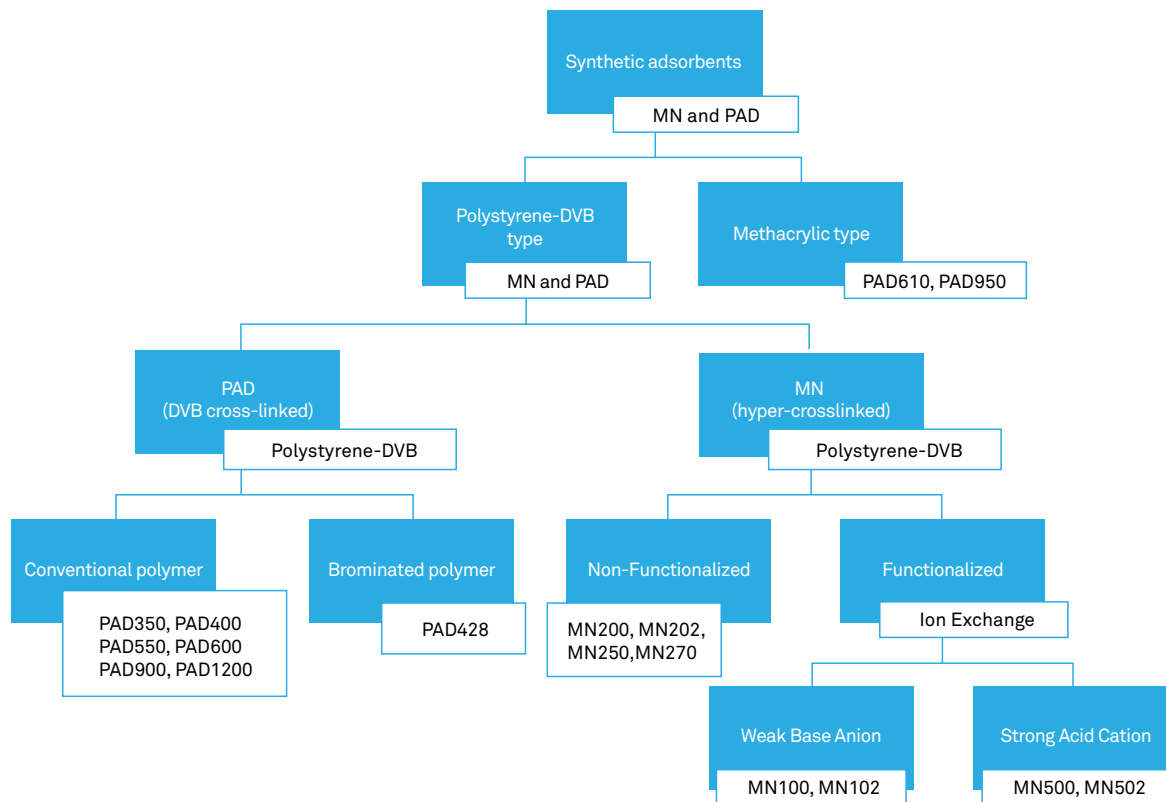 Synthetic adsorbents
MN and PAD
Polystyrene-DVB
type
MN and PAD
Methacrylic type
PAD610, PAD950
PAD
(DVB cross-linked)
Polystyrene-DVB
MN
(hyper-crosslinked)
Polystyrene-DVB
Conventional polymer
PAD350, PAD400
PAD550, PAD600
PAD900, PAD1200
Brominated polymer
PAD428
Non-Functionalized
MN200, MN202,
MN250,MN270
Functionalized
Ion Exchange
Weak Base Anion
MN100, MN102
Strong Acid Cation
MN500, MN502